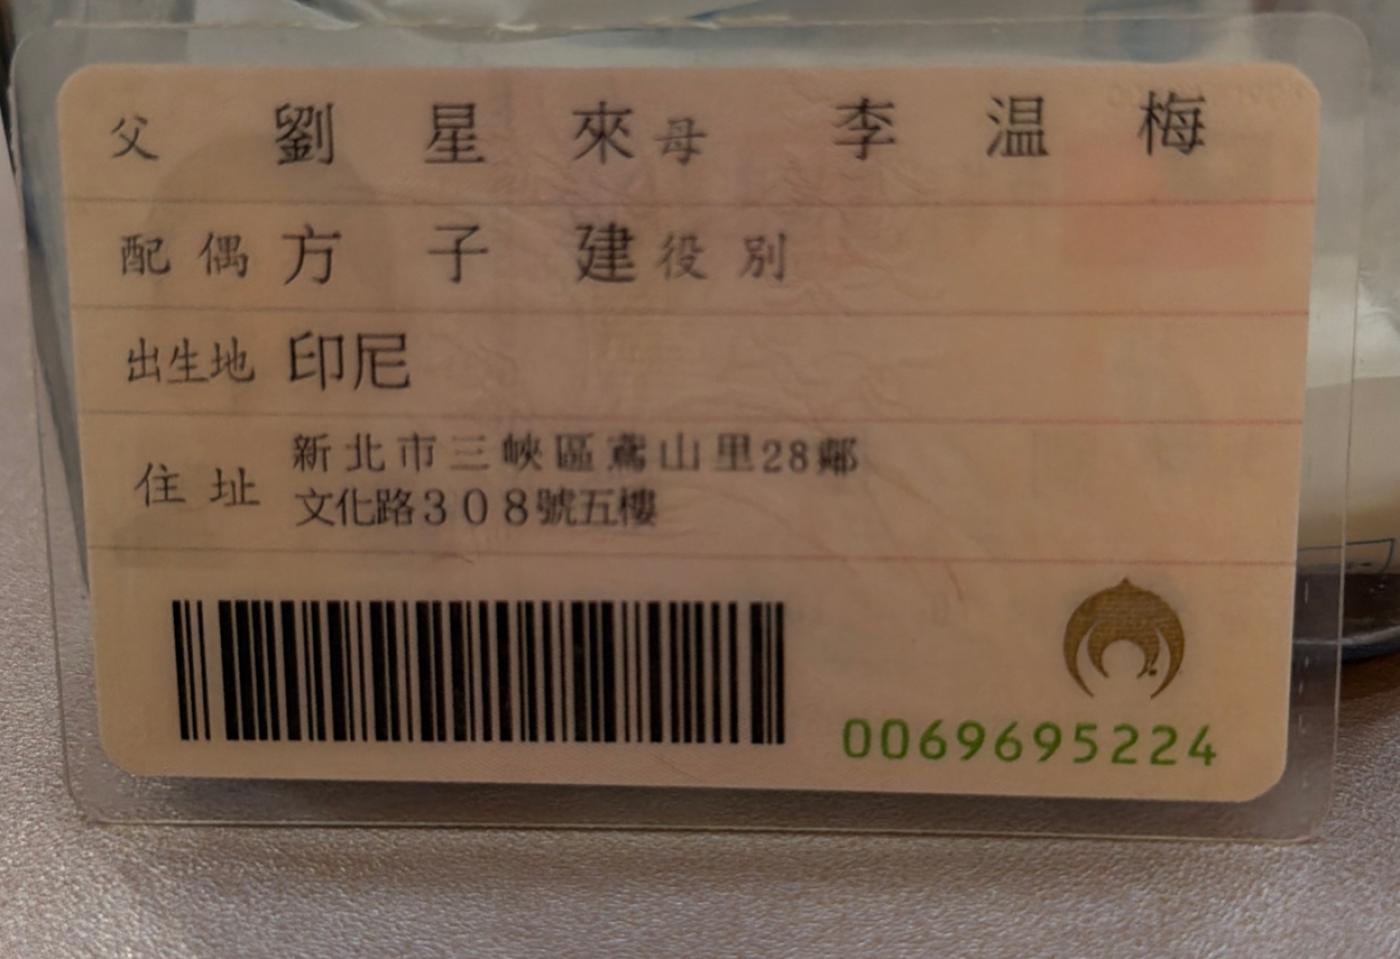 父 劉星來 母 李温梅
配偶 方子建 役別
出生地 印尼
住址 新北市三峽區鳶山里28鄰
文化路308號五樓
0069695224